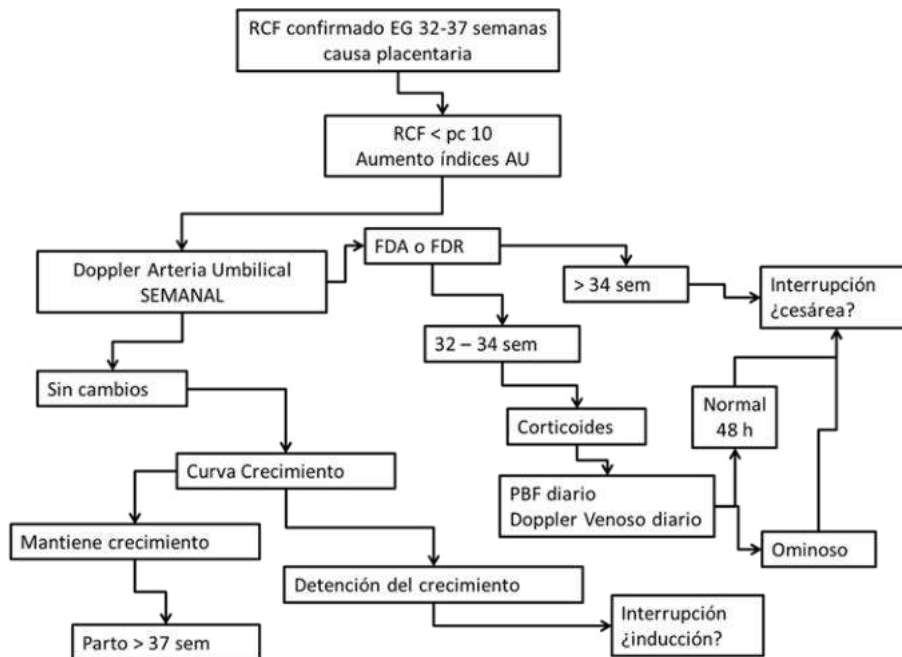 RCF confirmado EG 32-37 semanas
causa placentaria
RCF < pc 10
Aumento índices AU
Doppler Arteria Umbilical
SEMANAL
FDA o FDR
> 34 sem
Interrupción
¿cesárea?
32 – 34 sem
Sin cambios
Corticoides
Normal
48 h
Curva Crecimiento
PBF diario
Doppler Venoso diario
Mantiene crecimiento
Ominoso
Detención del crecimiento
Interrupción
¿inducción?
Parto > 37 sem